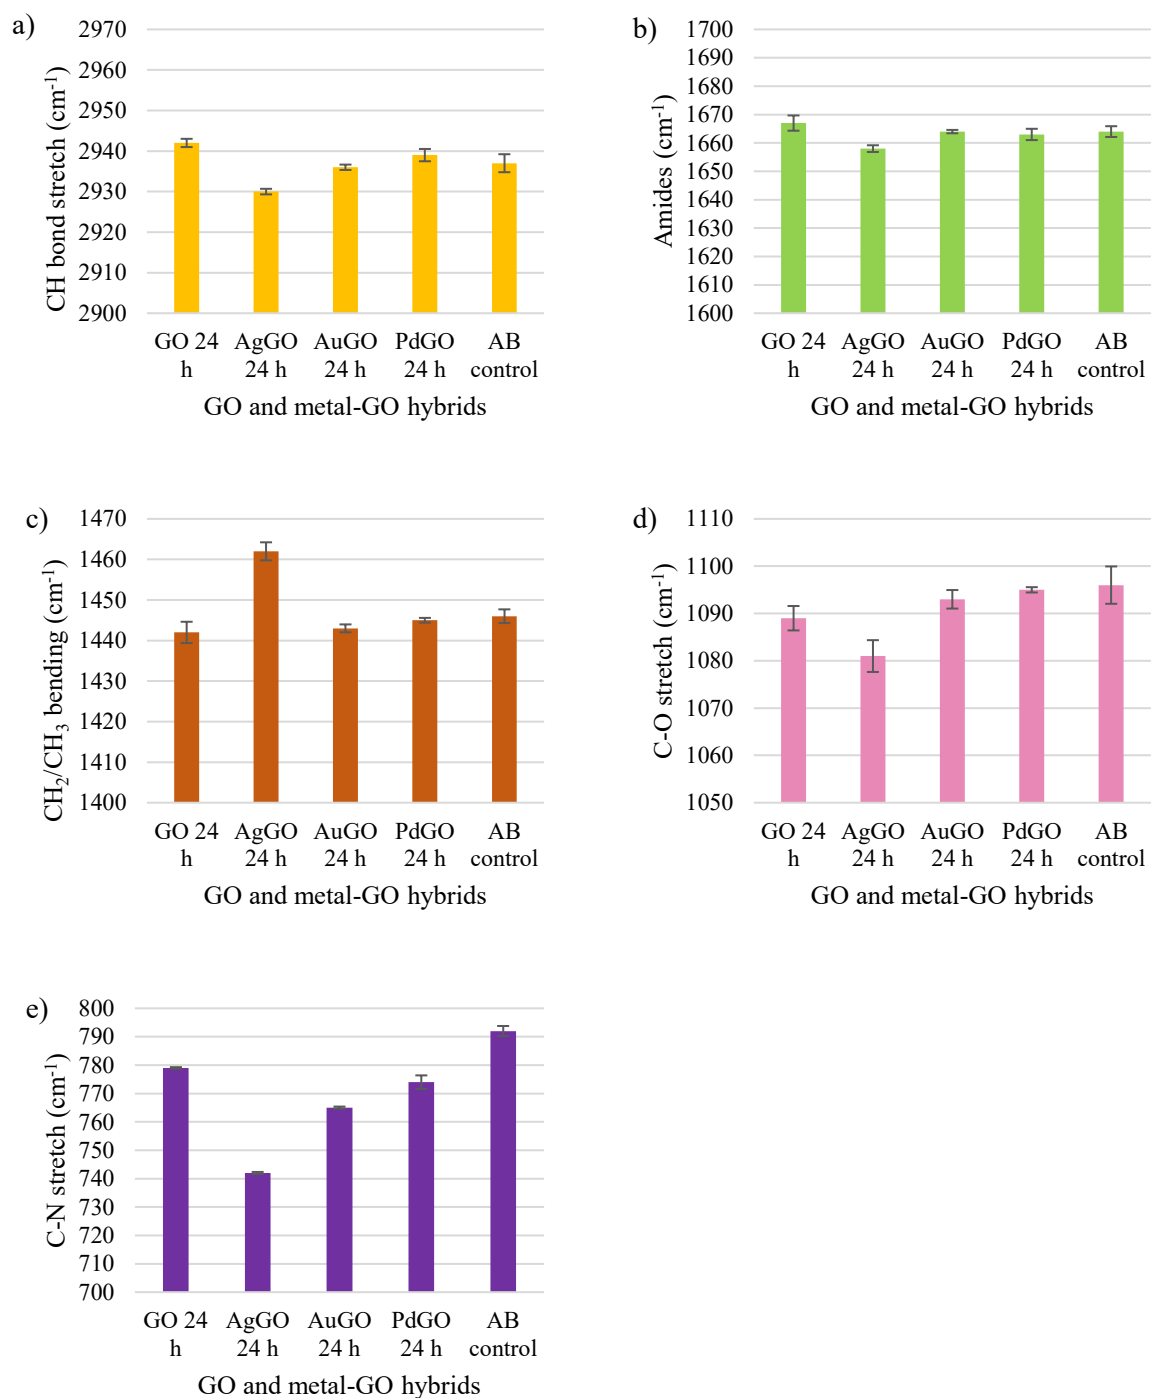 a)
CH bond stretch (cm-1)
2970
2960
2950
2940
2930
2920
2910
2900
GO 24 h
AgGO 24 h
AuGO 24 h
PdGO 24 h
AB control
GO and metal-GO hybrids
b)
Amides (cm-1)
1700
1690
1680
1670
1660
1650
1640
1630
1620
1610
1600
GO 24 h
AgGO 24 h
AuGO 24 h
PdGO 24 h
AB control
GO and metal-GO hybrids
c)
CH2/CH3 bending (cm-1)
1470
1460
1450
1440
1430
1420
1410
1400
GO 24 h
AgGO 24 h
AuGO 24 h
PdGO 24 h
AB control
GO and metal-GO hybrids
d)
C-O stretch (cm-1)
1110
1100
1090
1080
1070
1060
1050
GO 24 h
AgGO 24 h
AuGO 24 h
PdGO 24 h
AB control
GO and metal-GO hybrids
e)
C-N stretch (cm-1)
800
790
780
770
760
750
740
730
720
710
700
GO 24 h
AgGO 24 h
AuGO 24 h
PdGO 24 h
AB control
GO and metal-GO hybrids